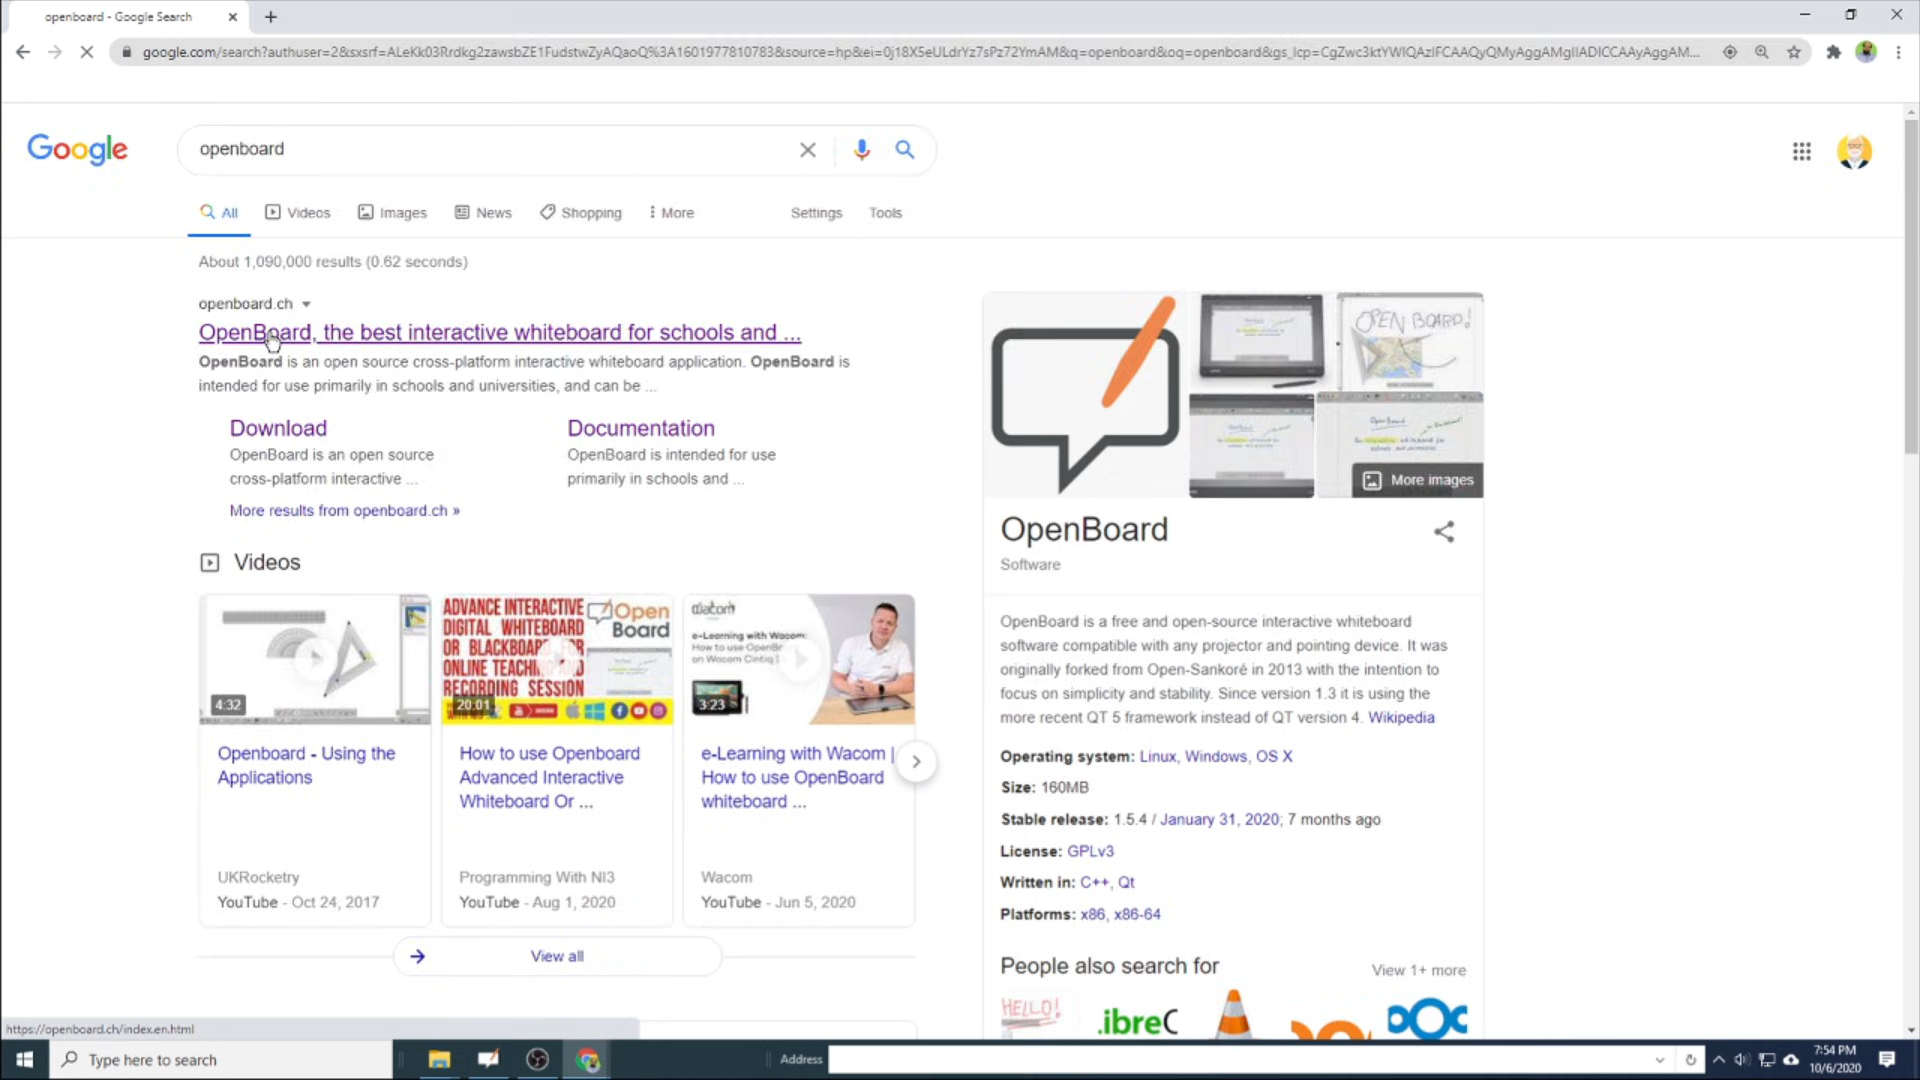 openboard - Google Search
google.com/search?authuser=2&sxsrf=ALeKk03Rrdkg2zawsbZE1FudstwZyAQaoQ%3A1601977810783&source=hp&ei=0j18X5eULdrYz7sPz72YmAM&q=openboard&oq=openboard&gs_lcp=CgZwc3ktYWIQAzIFCAAQyQMyAggAMgIIADICCAAyAggAM...
Google
openboard
All
Videos
Images
News
Shopping
More
Settings
Tools
About 1,090,000 results (0.62 seconds)
openboard.ch
OpenBoard, the best interactive whiteboard for schools and ...
OpenBoard is an open source cross-platform interactive whiteboard application. OpenBoard is
intended for use primarily in schools and universities, and can be ...
Download
OpenBoard is an open source
cross-platform interactive ...
Documentation
OpenBoard is intended for use
primarily in schools and ...
More results from openboard.ch »
Videos
4:32
Openboard - Using the
Applications
UKRocketry
YouTube - Oct 24, 2017
ADVANCE INTERACTIVE
DIGITAL WHITEBOARD
OR BLACKBOARD FOR
ONLINE TEACHING AND
RECORDING SESSION
Open
Board
20:01
How to use Openboard
Advanced Interactive
Whiteboard Or ...
Programming With NI3
YouTube - Aug 1, 2020
wacom
e-Learning with Wacom:
How to use OpenBo
on Wacom Cintiq 1
3:23
e-Learning with Wacom |
How to use OpenBoard
whiteboard ...
Wacom
YouTube - Jun 5, 2020
View all
OPEN BOARD!
More images
OpenBoard
Software
OpenBoard is a free and open-source interactive whiteboard
software compatible with any projector and pointing device. It was
originally forked from Open-Sankoré in 2013 with the intention to
focus on simplicity and stability. Since version 1.3 it is using the
more recent QT 5 framework instead of QT version 4. Wikipedia
Operating system: Linux, Windows, OS X
Size: 160MB
Stable release: 1.5.4 / January 31, 2020; 7 months ago
License: GPLv3
Written in: C++, Qt
Platforms: x86, x86-64
People also search for
View 1+ more
HELLO!
ibreC
https://openboard.ch/index.en.html
Type here to search
Address
7:54 PM
10/6/2020